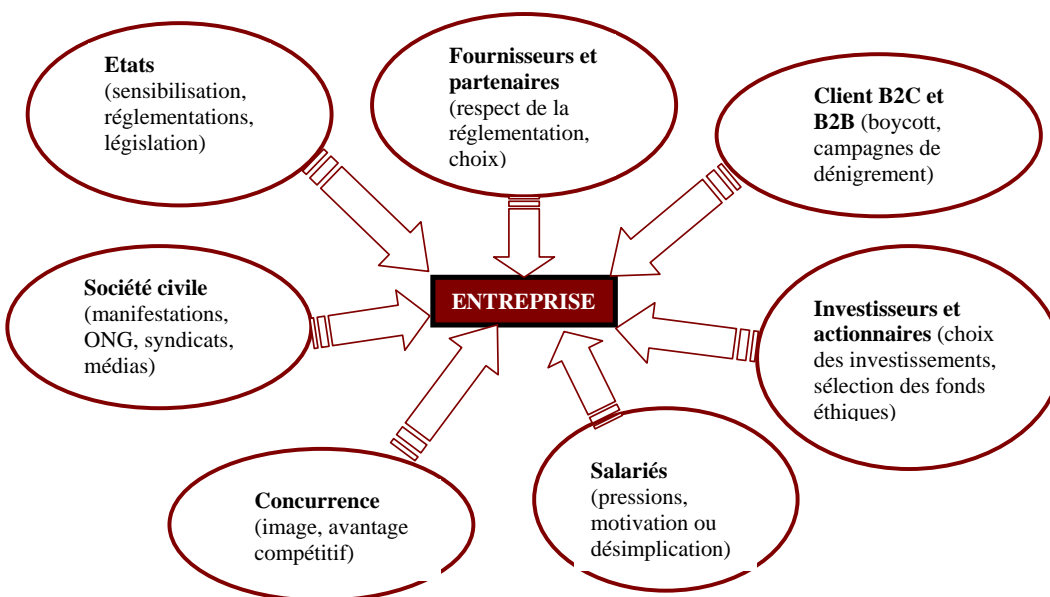 Etats
(sensibilisation,
réglementations,
législation)
Fournisseurs et
partenaires
(respect de la
réglementation,
choix)
Client B2C et
B2B (boycott,
campagnes de
dénigrement)
Société civile
(manifestations,
ONG, syndicats,
médias)
ENTREPRISE
Investisseurs et
actionnaires (choix
des investissements,
sélection des fonds
éthiques)
Concurrence
(image, avantage
compétitif)
Salariés
(pressions,
motivation ou
désimplication)